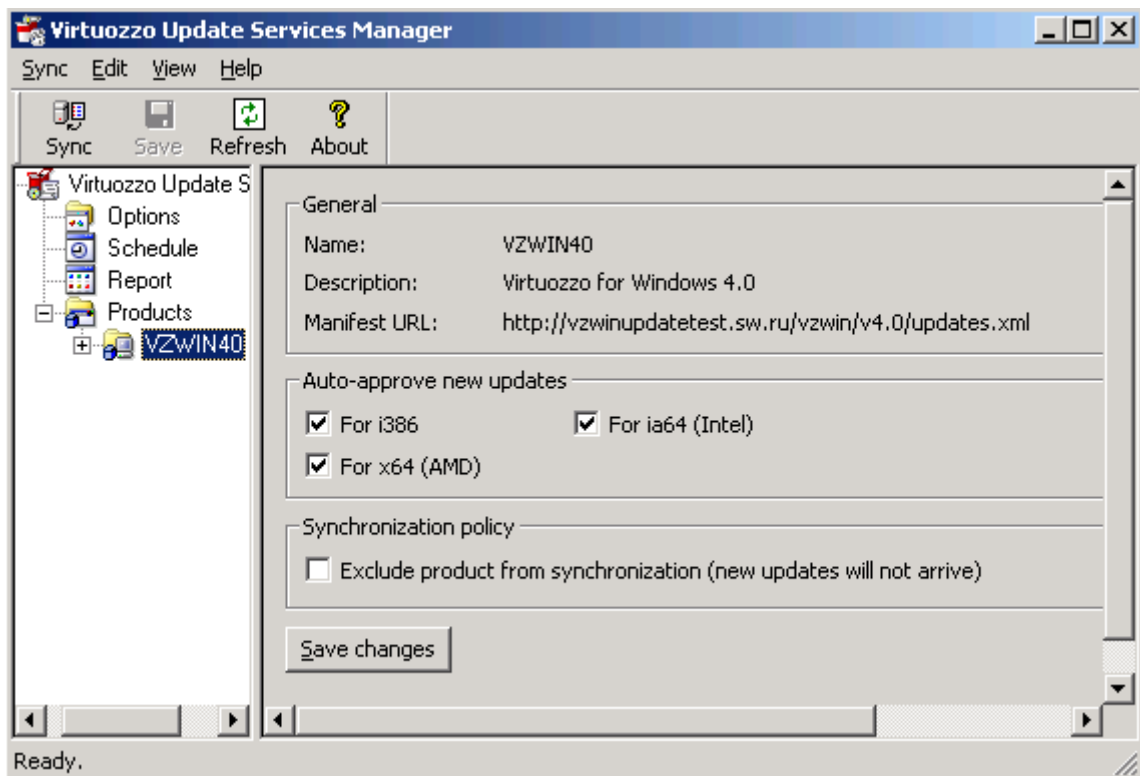 Virtuozzo Update Services Manager
Sync Edit View Help
Sync Save Refresh About
Virtuozzo Update S
Options
Schedule
Report
Products
VZWIN40
General
Name: VZWIN40
Description: Virtuozzo for Windows 4.0
Manifest URL: http://vzwinupdatetest.sw.ru/vzwin/v4.0/updates.xml
Auto-approve new updates
For i386 For ia64 (Intel)
For x64 (AMD)
Synchronization policy
Exclude product from synchronization (new updates will not arrive)
Save changes
Ready.